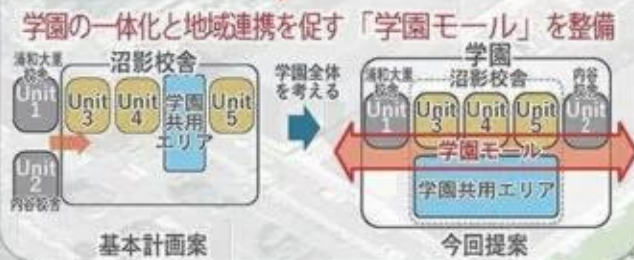 学園の一体化と地域連携を促す「学園モール」を整備
浦和大里
校舎
沼影校舎
Unit
1
Unit
3
Unit
4
学園
共用
エリア
Unit
5
Unit
2
内谷校舎
基本計画案
学園全体
を考える
学園
浦和大里
校舎
沼影校舎
内谷
校舎
Unit
1
Unit
3
Unit
4
Unit
5
Unit
2
学園モール
学園共用エリア
今回提案